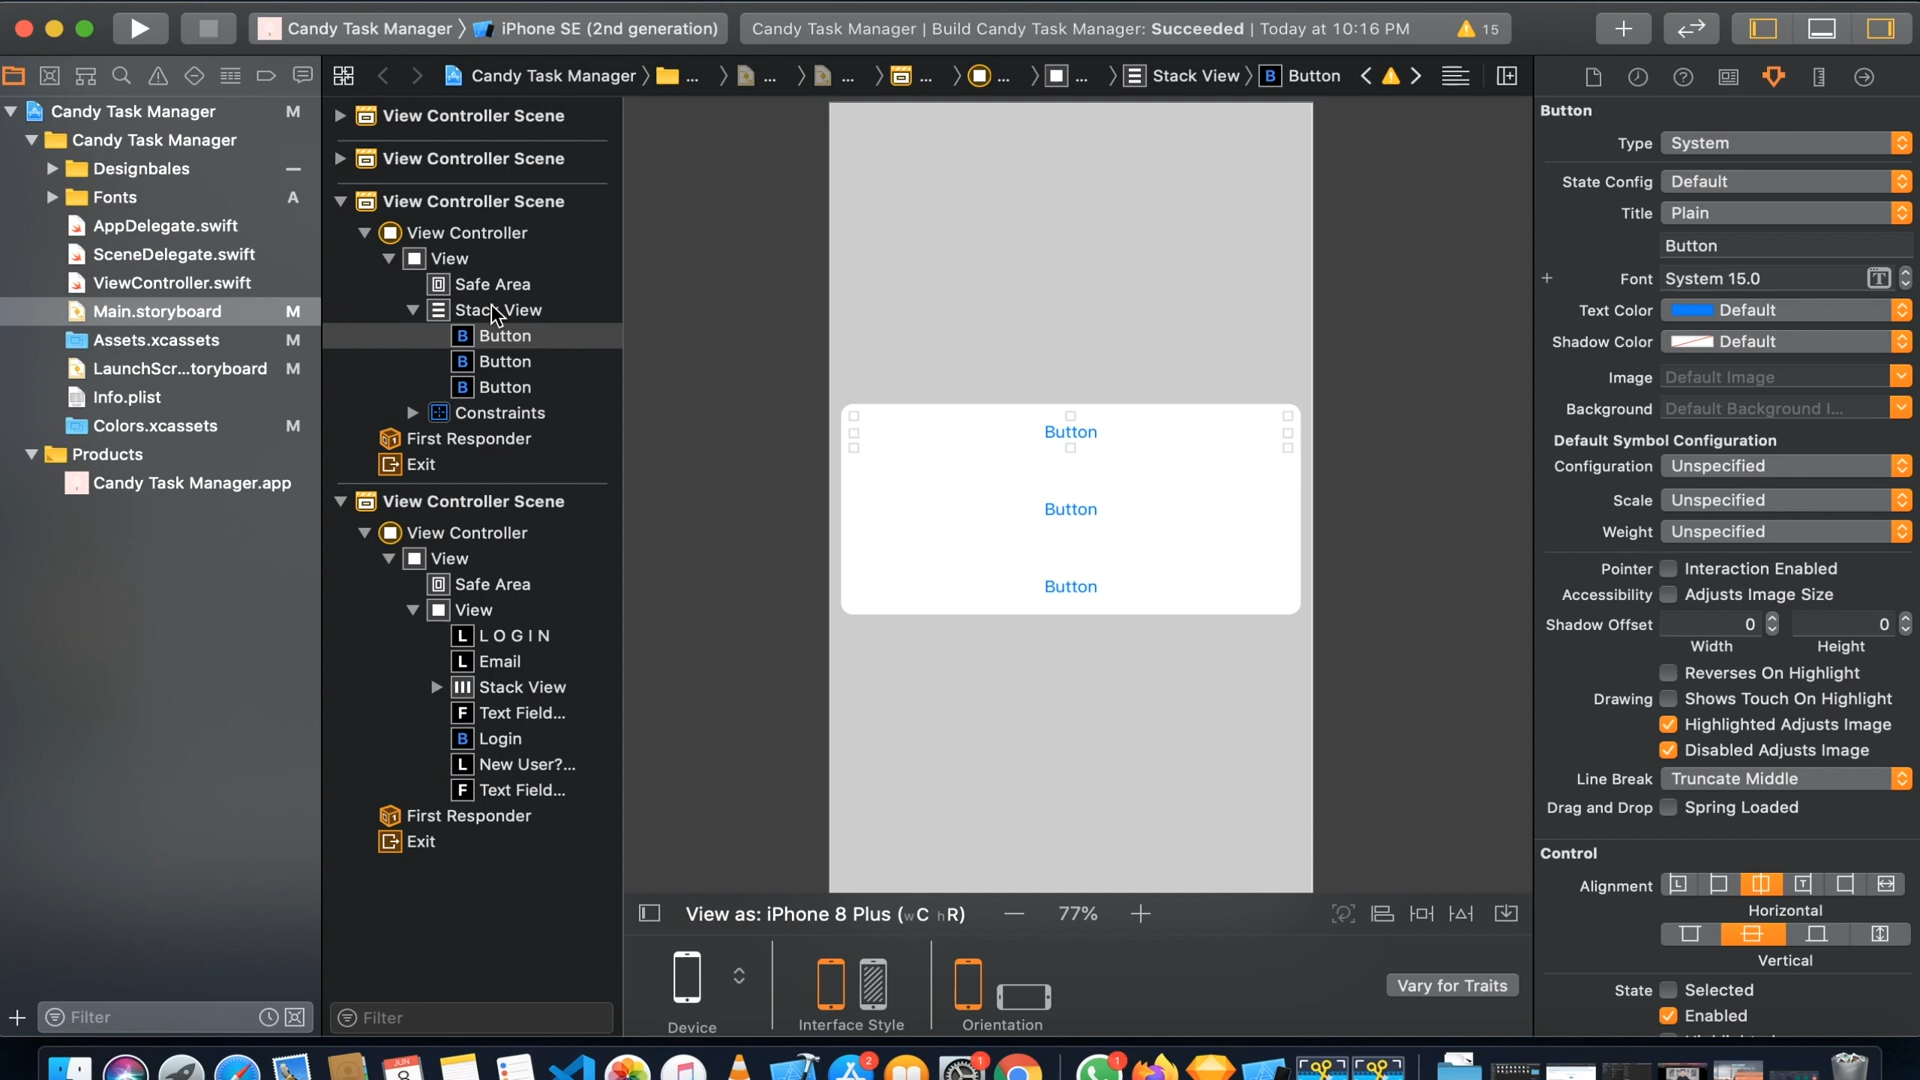 Candy Task Manager 〉 iPhone SE (2nd generation)
Candy Task Manager | Build Candy Task Manager: Succeeded | Today at 10:16 PM
15
Candy Task Manager 〉 ... 〉 ... 〉 ... 〉 ... 〉 ... 〉 ... 〉 Stack View 〉 B Button
Candy Task Manager M
Candy Task Manager
Designbales —
Fonts A
AppDelegate.swift
SceneDelegate.swift
ViewController.swift
Main.storyboard M
Assets.xcassets M
LaunchScr...toryboard M
Info.plist
Colors.xcassets M
Products
Candy Task Manager.app
Filter
View Controller Scene
View Controller Scene
View Controller Scene
View Controller
View
Safe Area
Stack View
B Button
B Button
B Button
Constraints
First Responder
Exit
View Controller Scene
View Controller
View
Safe Area
View
L L O G I N
L Email
Stack View
F Text Field...
B Login
L New User?...
F Text Field...
First Responder
Exit
Filter
Button
Button
Button
View as: iPhone 8 Plus (wC hR)
— 77% +
Device
Interface Style
Orientation
Vary for Traits
Button
Type System
State Config Default
Title Plain
Button
+ Font System 15.0
Text Color Default
Shadow Color Default
Image Default Image
Background Default Background I...
Default Symbol Configuration
Configuration Unspecified
Scale Unspecified
Weight Unspecified
Pointer Interaction Enabled
Accessibility Adjusts Image Size
Shadow Offset 0 0
Width Height
Reverses On Highlight
Drawing Shows Touch On Highlight
Highlighted Adjusts Image
Disabled Adjusts Image
Line Break Truncate Middle
Drag and Drop Spring Loaded
Control
Alignment
Horizontal
Vertical
State Selected
Enabled
JUN
8
2
1
1